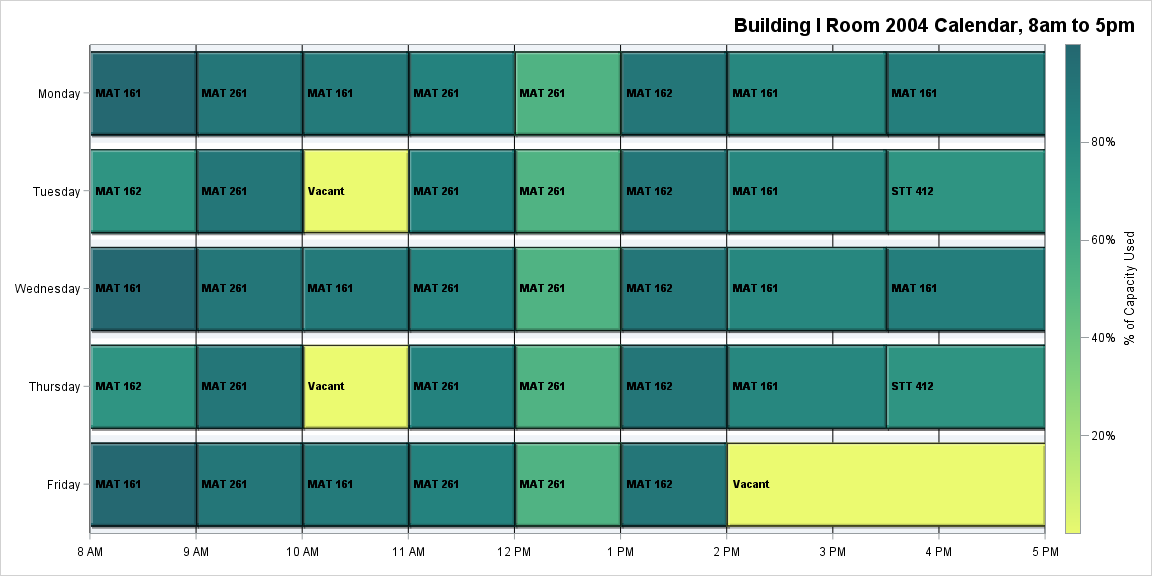 Building I Room 2004 Calendar, 8am to 5pm
Monday
MAT 161
MAT 261
MAT 161
MAT 261
MAT 261
MAT 162
MAT 161
MAT 161
Tuesday
MAT 162
MAT 261
Vacant
MAT 261
MAT 261
MAT 162
MAT 161
STT 412
Wednesday
MAT 161
MAT 261
MAT 161
MAT 261
MAT 261
MAT 162
MAT 161
MAT 161
Thursday
MAT 162
MAT 261
Vacant
MAT 261
MAT 261
MAT 162
MAT 161
STT 412
Friday
MAT 161
MAT 261
MAT 161
MAT 261
MAT 261
MAT 162
Vacant
8 AM
9 AM
10 AM
11 AM
12 PM
1 PM
2 PM
3 PM
4 PM
5 PM
80%
60%
40%
20%
% of Capacity Used